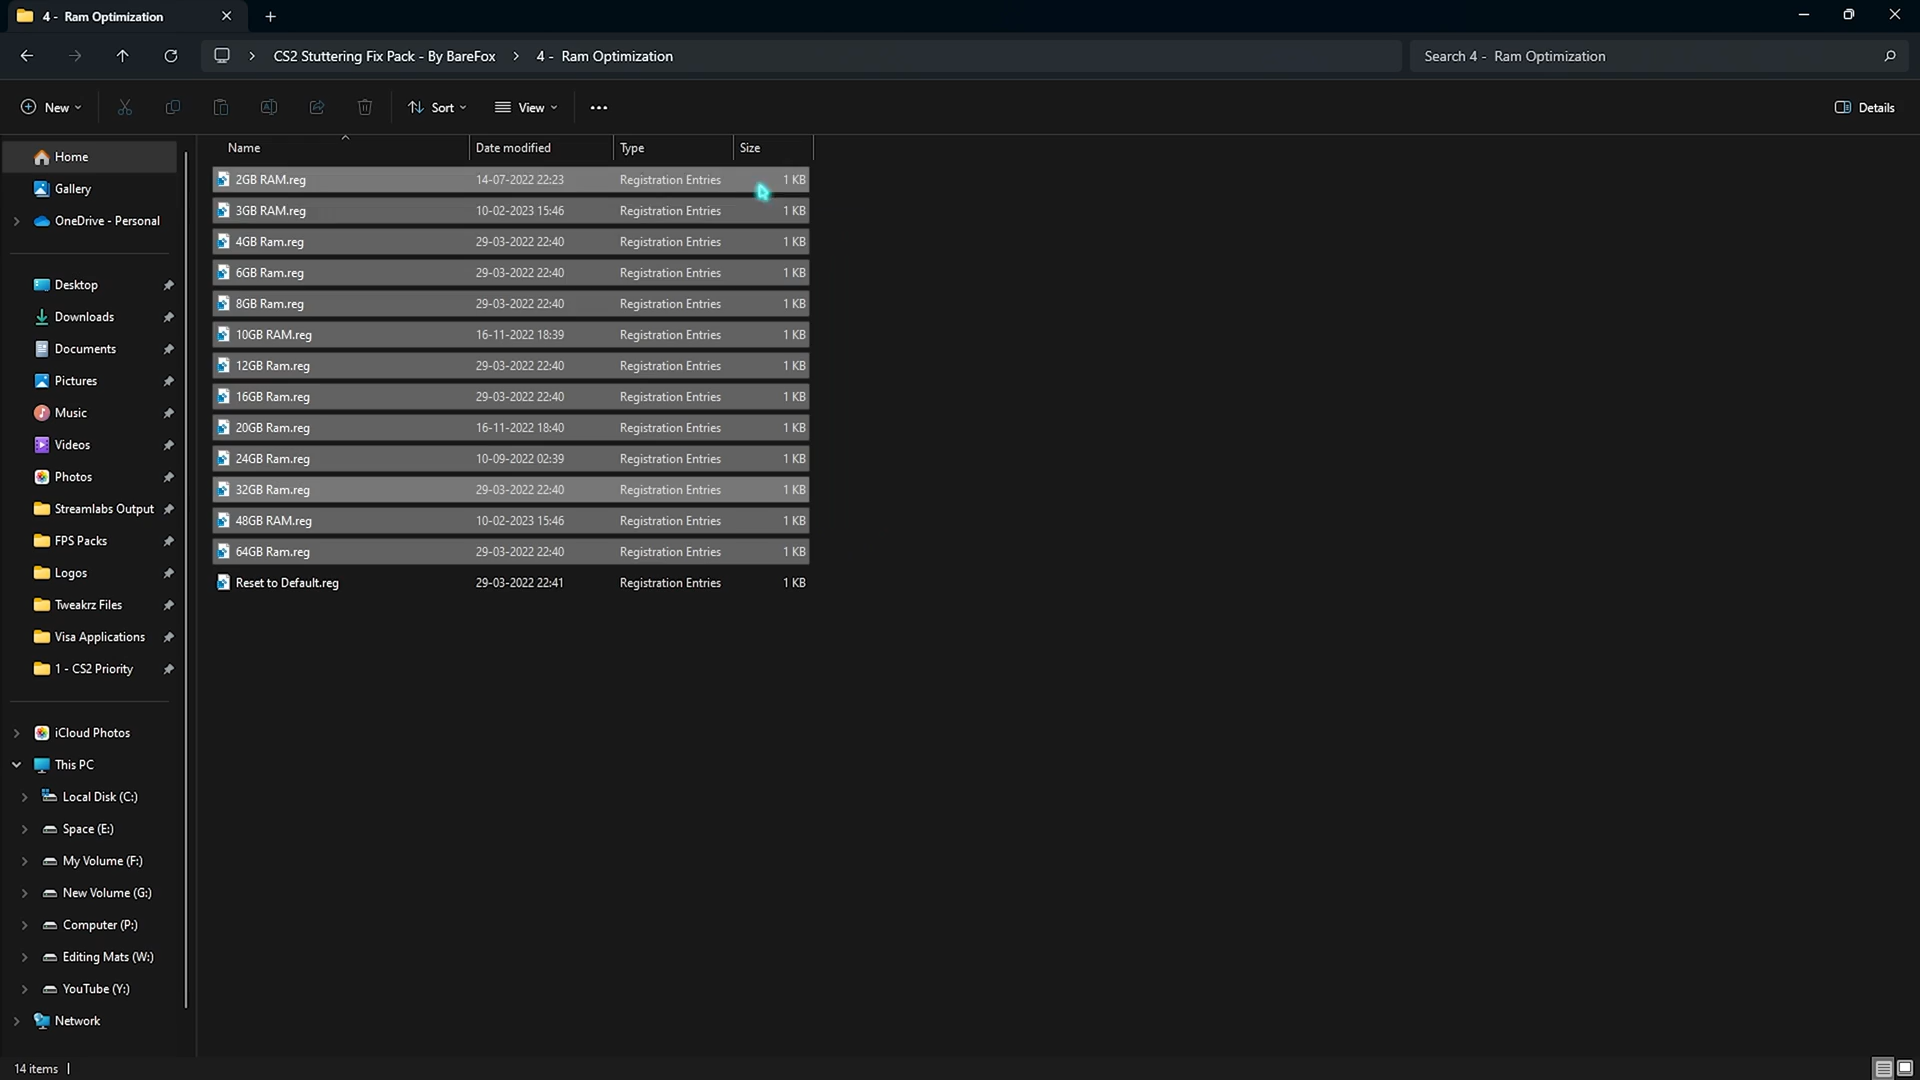 4 - Ram Optimization
CS2 Stuttering Fix Pack - By BareFox > 4 - Ram Optimization
Search 4 - Ram Optimization
New
Sort
View
Details
Name Date modified Type Size
Home
Gallery
OneDrive - Personal
Desktop
Downloads
Documents
Pictures
Music
Videos
Photos
Streamlabs Output
FPS Packs
Logos
Tweakrz Files
Visa Applications
1 - CS2 Priority
iCloud Photos
This PC
Local Disk (C:)
Space (E:)
My Volume (F:)
New Volume (G:)
Computer (P:)
Editing Mats (W:)
YouTube (Y:)
Network
2GB RAM.reg 14-07-2022 22:23 Registration Entries 1 KB
3GB RAM.reg 10-02-2023 15:46 Registration Entries 1 KB
4GB Ram.reg 29-03-2022 22:40 Registration Entries 1 KB
6GB Ram.reg 29-03-2022 22:40 Registration Entries 1 KB
8GB Ram.reg 29-03-2022 22:40 Registration Entries 1 KB
10GB RAM.reg 16-11-2022 18:39 Registration Entries 1 KB
12GB Ram.reg 29-03-2022 22:40 Registration Entries 1 KB
16GB Ram.reg 29-03-2022 22:40 Registration Entries 1 KB
20GB Ram.reg 16-11-2022 18:40 Registration Entries 1 KB
24GB Ram.reg 10-09-2022 02:39 Registration Entries 1 KB
32GB Ram.reg 29-03-2022 22:40 Registration Entries 1 KB
48GB RAM.reg 10-02-2023 15:46 Registration Entries 1 KB
64GB Ram.reg 29-03-2022 22:40 Registration Entries 1 KB
Reset to Default.reg 29-03-2022 22:41 Registration Entries 1 KB
14 items